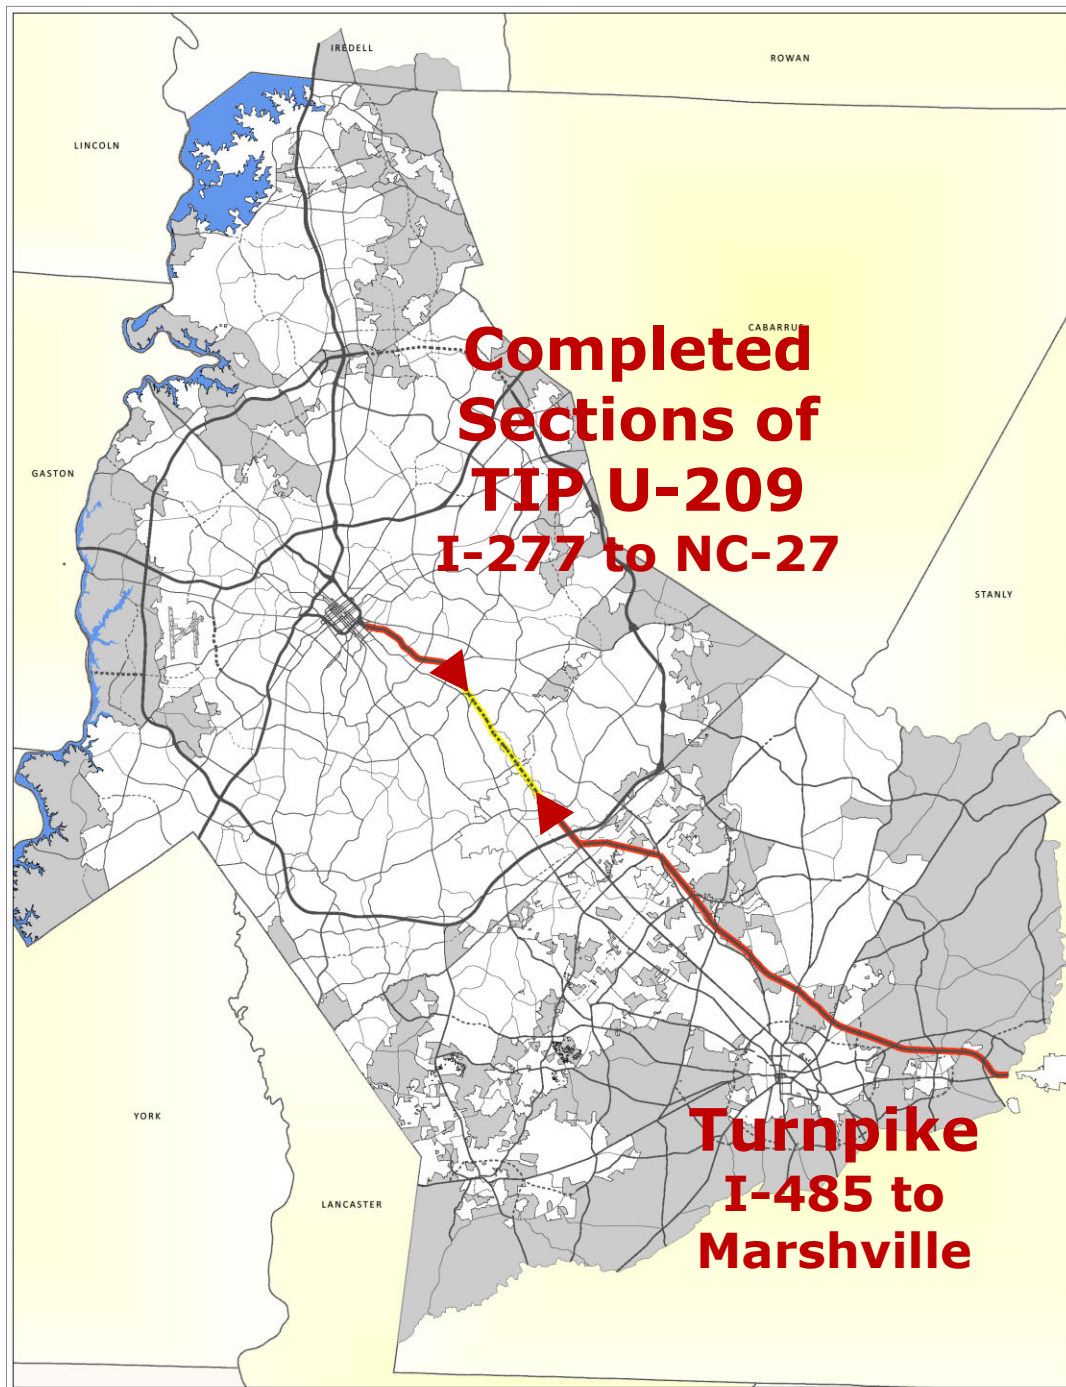 IREDELL
ROWAN
LINCOLN
CABARRUS
Completed
Sections of
TIP U-209
I-277 to NC-27
GASTON
STANLY
YORK
Turnpike
I-485 to
Marshville
LANCASTER